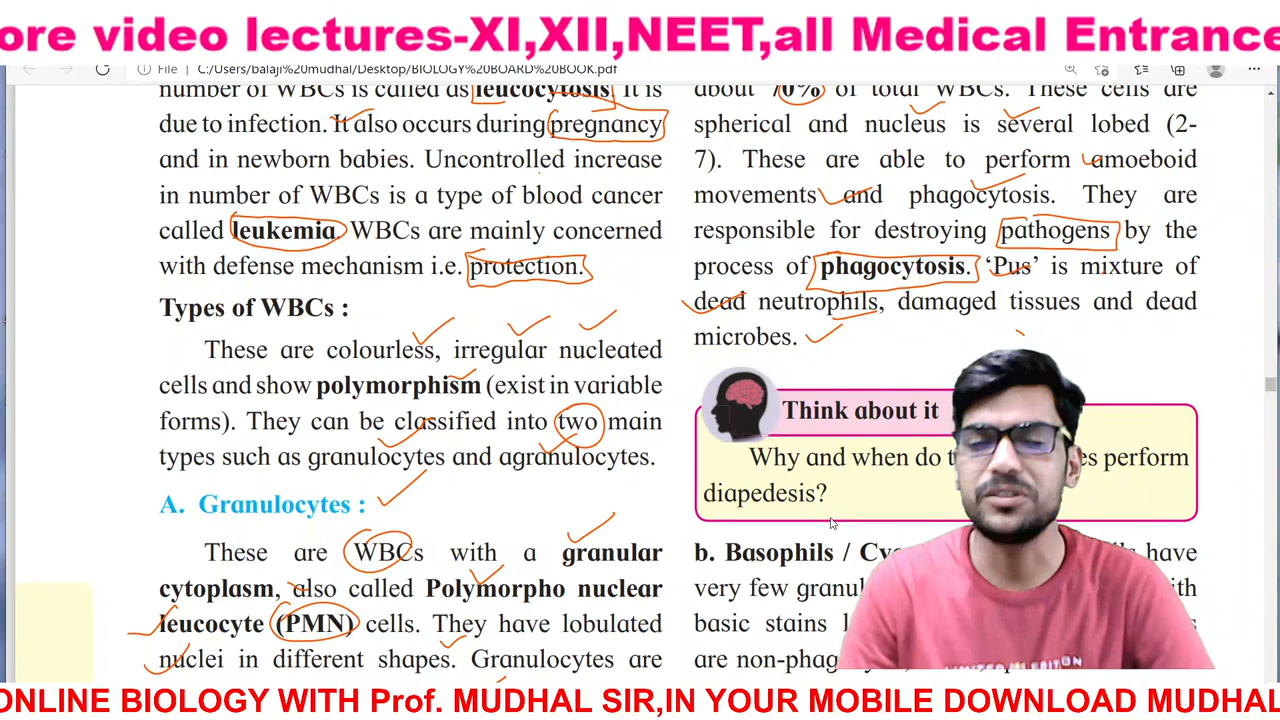 ore video lectures-XI,XII,NEET,all Medical Entrance
File C:/Users/balaji%20mudhal/Desktop/BIOLOGY%20BOARD%20BOOK.pdf
number of WBCs is called as leucocytosis. It is
due to infection. It also occurs during pregnancy
and in newborn babies. Uncontrolled increase
in number of WBCs is a type of blood cancer
called leukemia. WBCs are mainly concerned
with defense mechanism i.e. protection.
Types of WBCs :
These are colourless, irregular nucleated
cells and show polymorphism (exist in variable
forms). They can be classified into two main
types such as granulocytes and agranulocytes.
A. Granulocytes :
These are WBCs with a granular
cytoplasm, also called Polymorpho nuclear
leucocyte (PMN) cells. They have lobulated
nuclei in different shapes. Granulocytes are
about 70% of total WBCs. These cells are
spherical and nucleus is several lobed (2-
7). These are able to perform amoeboid
movements and phagocytosis. They are
responsible for destroying pathogens by the
process of phagocytosis. ‘Pus’ is mixture of
dead neutrophils, damaged tissues and dead
microbes.
Think about it
Why and when do es perform
diapedesis?
b. Basophils / Cy have
very few granul th
basic stains
are non-phag
ONLINE BIOLOGY WITH Prof. MUDHAL SIR,IN YOUR MOBILE DOWNLOAD MUDHAL